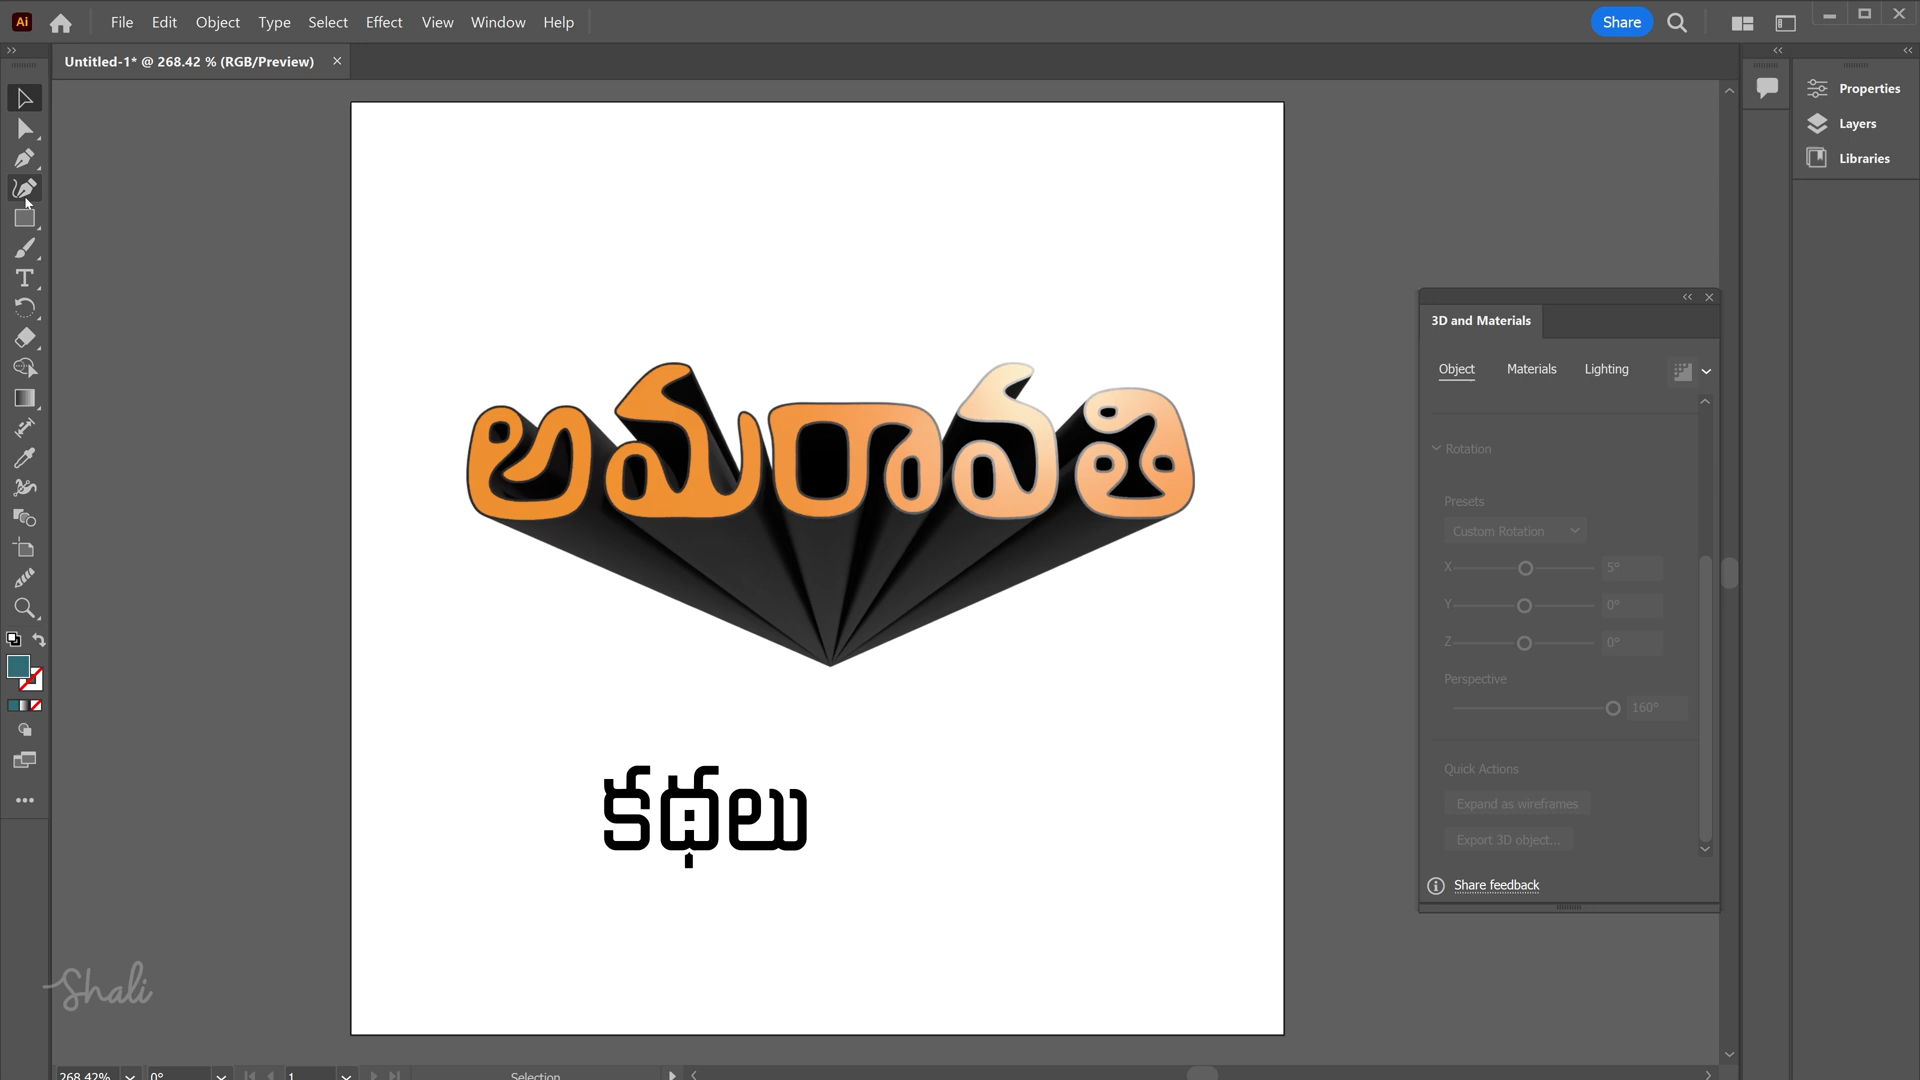 Ai File Edit Object Type Select Effect View Window Help Share
Untitled-1* @ 268.42 % (RGB/Preview)
Properties
Layers
Libraries
3D and Materials
Object Materials Lighting
Rotation
Presets
Custom Rotation
X 5°
Y 0°
Z 0°
Perspective
160°
Quick Actions
Expand as wireframes
Export 3D object...
Share feedback
అమరావతి
కథలు
Shali
268.42% 0° 1 Selection